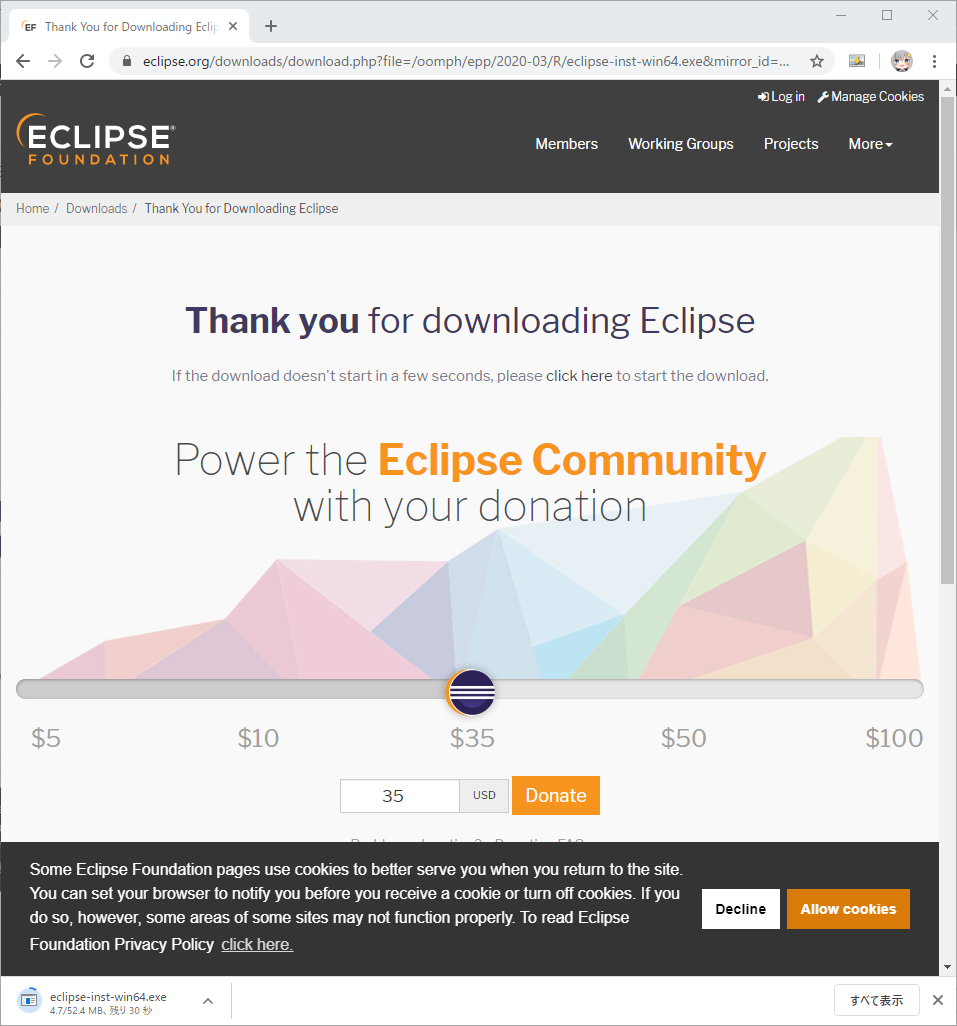 EF Thank You for Downloading Eclip
eclipse.org/downloads/download.php?file=/oomph/epp/2020-03/R/eclipse-inst-win64.exe&mirror_id=...
Log in Manage Cookies
ECLIPSE®
FOUNDATION
Members Working Groups Projects More
Home / Downloads / Thank You for Downloading Eclipse
Thank you for downloading Eclipse
If the download doesn't start in a few seconds, please click here to start the download.
Power the Eclipse Community
with your donation
$5 $10 $35 $50 $100
35 USD Donate
Some Eclipse Foundation pages use cookies to better serve you when you return to the site.
You can set your browser to notify you before you receive a cookie or turn off cookies. If you
do so, however, some areas of some sites may not function properly. To read Eclipse
Foundation Privacy Policy click here.
Decline Allow cookies
eclipse-inst-win64.exe
4.7/52.4 MB、残り 30 秒
すべて表示